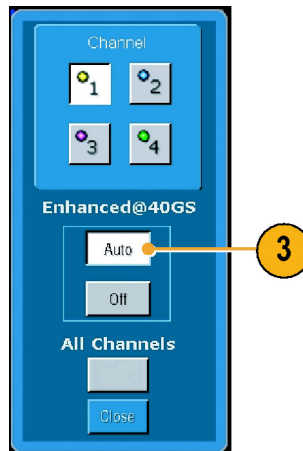 Channel
1 2
3 4
Enhanced@40GS
Auto
3
Off
All Channels
Close